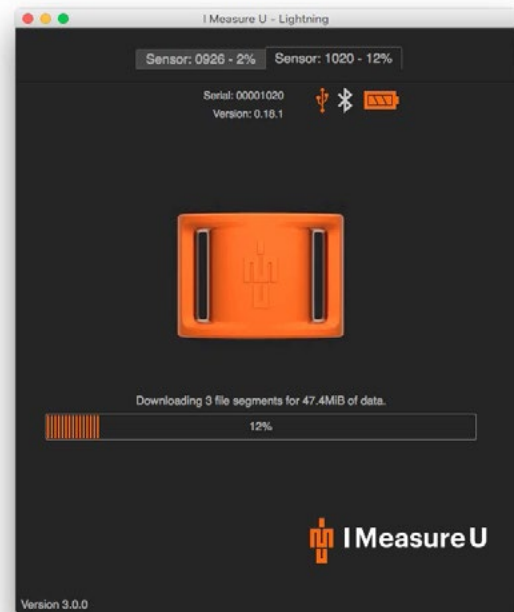 I Measure U - Lightning
Sensor: 0926 - 2% Sensor: 1020 - 12%
Serial: 00001020
Version: 0.18.1
Downloading 3 file segments for 47.4MiB of data.
12%
I Measure U
Version 3.0.0